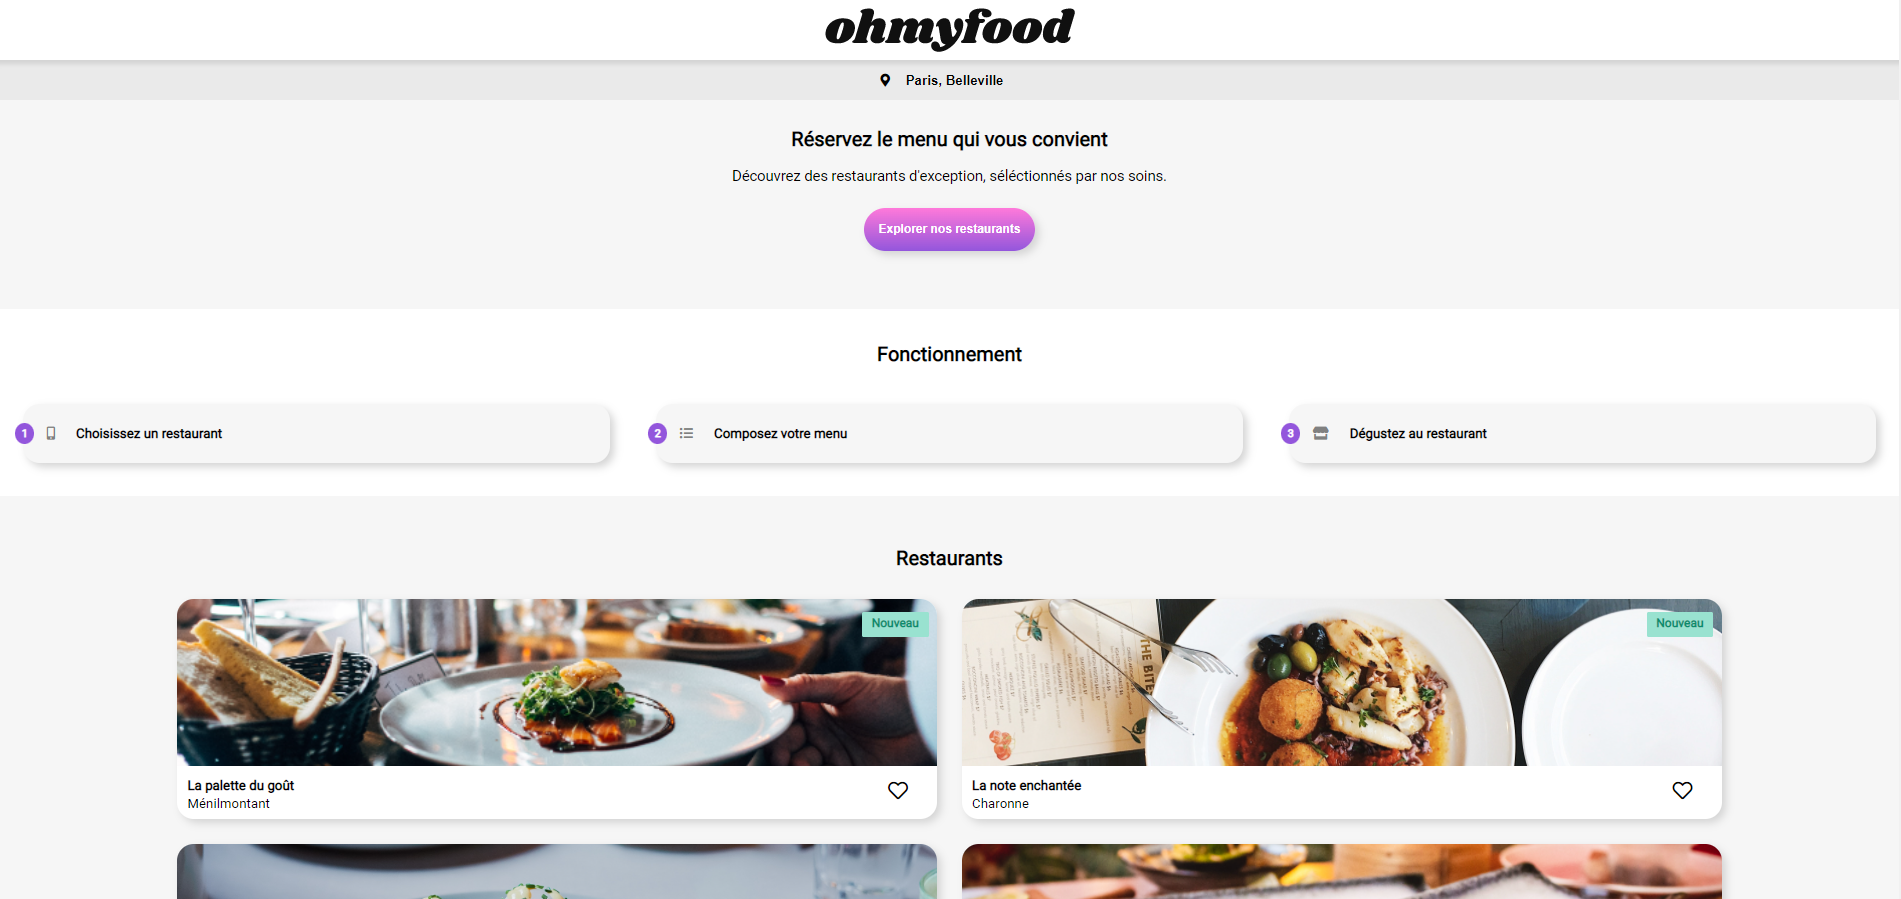 ohmyfood
Paris, Belleville
Réservez le menu qui vous convient
Découvrez des restaurants d'exception, séléctionnés par nos soins.
Explorer nos restaurants
Fonctionnement
1 Choisissez un restaurant
2 Composez votre menu
3 Dégustez au restaurant
Restaurants
Nouveau
THE BITE
La palette du goût
Ménilmontant
Nouveau
La note enchantée
Charonne